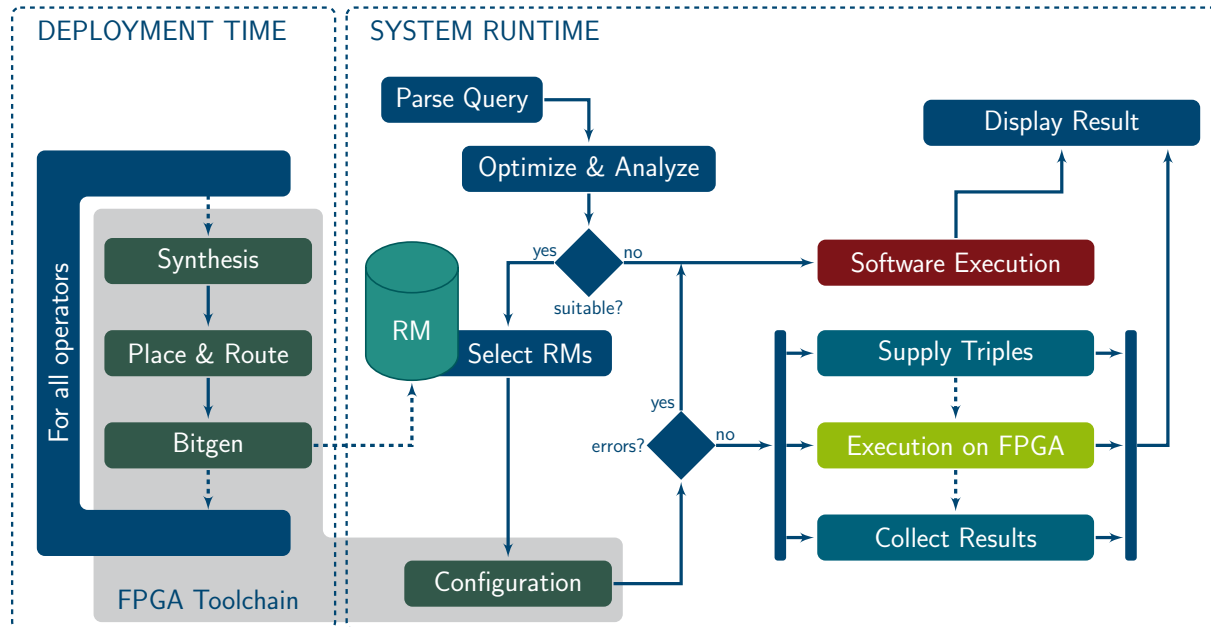 DEPLOYMENT TIME
For all operators
Synthesis
Place & Route
Bitgen
FPGA Toolchain
SYSTEM RUNTIME
Parse Query
Optimize & Analyze
yes
no
suitable?
RM
Select RMs
Configuration
yes
errors?
no
Display Result
Software Execution
Supply Triples
Execution on FPGA
Collect Results